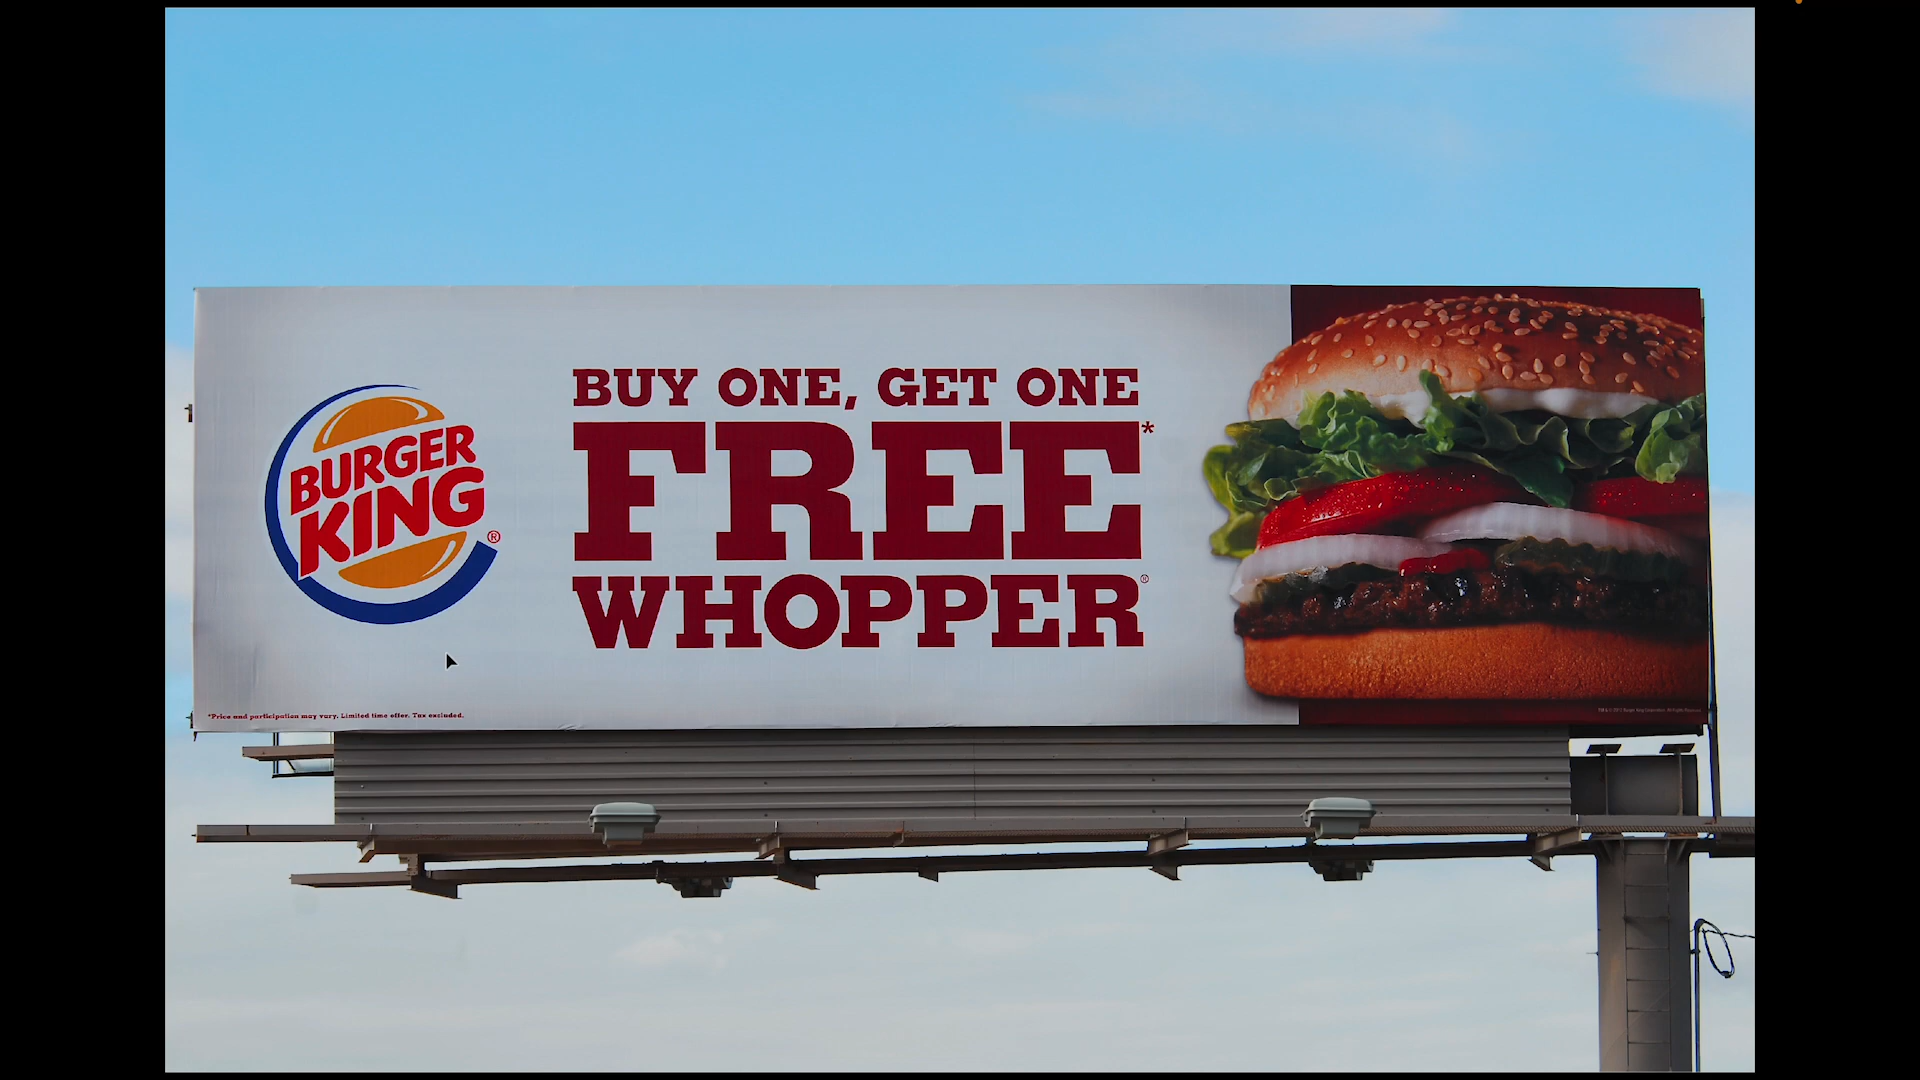 BURGER
KING®
BUY ONE, GET ONE
FREE*
WHOPPER®
*Price and participation may vary. Limited time offer. Tax excluded.